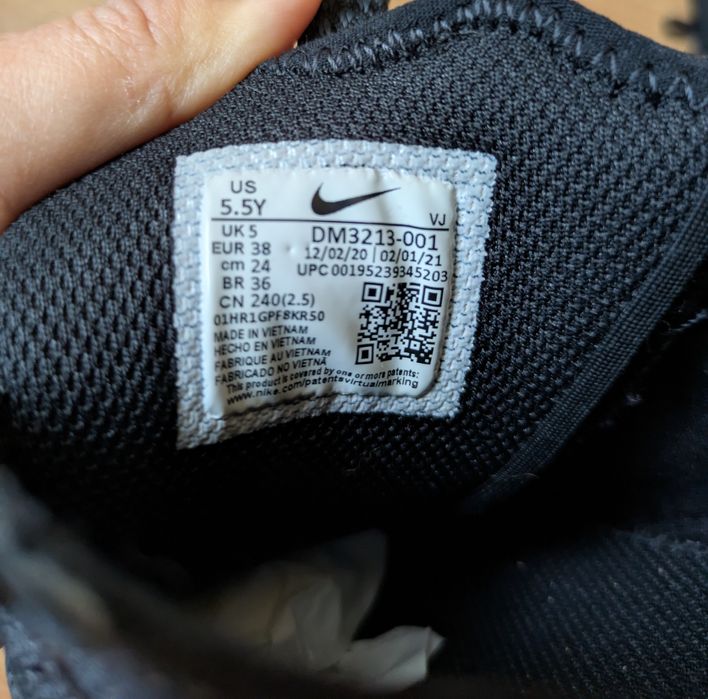 US
5.5Y
VJ
UK 5
EUR 38
cm 24
BR 36
CN 240(2.5)
DM3213-001
12/02/20 | 02/01/21
UPC 00195239345203
01HR1GPF8KR50
MADE IN VIETNAM
HECHO EN VIETNAM
FABRIQUE AU VIETNAM
FABRICADO NO VIETNÃ
This product is covered by one or more patents:
www.nike.com/patentsvirtualmarking